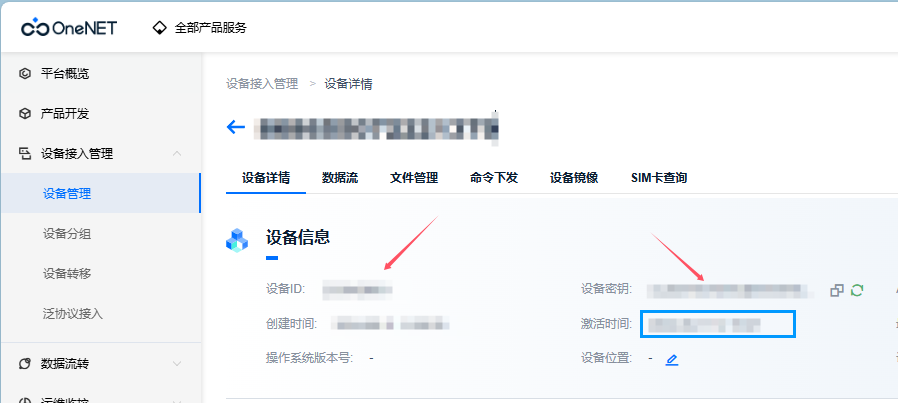 OneNET 全部产品服务
平台概览
产品开发
设备接入管理
设备管理
设备分组
设备转移
泛协议接入
数据流转
运维监控
设备接入管理 > 设备详情
设备详情 数据流 文件管理 命令下发 设备镜像 SIM卡查询
设备信息
设备ID: 设备密钥:
创建时间: 激活时间:
操作系统版本号: - 设备位置: -